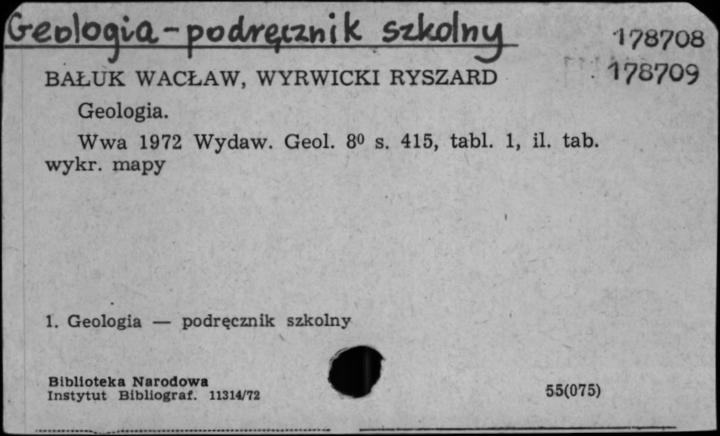 Geologia - podręcznik szkolny
178708
178709
BAŁUK WACŁAW, WYRWICKI RYSZARD
Geologia.
Wwa 1972 Wydaw. Geol. 8⁰ s. 415, tabl. 1, il. tab.
wykr. mapy
1. Geologia — podręcznik szkolny
Biblioteka Narodowa
Instytut Bibliograf. 11314/72
55(075)